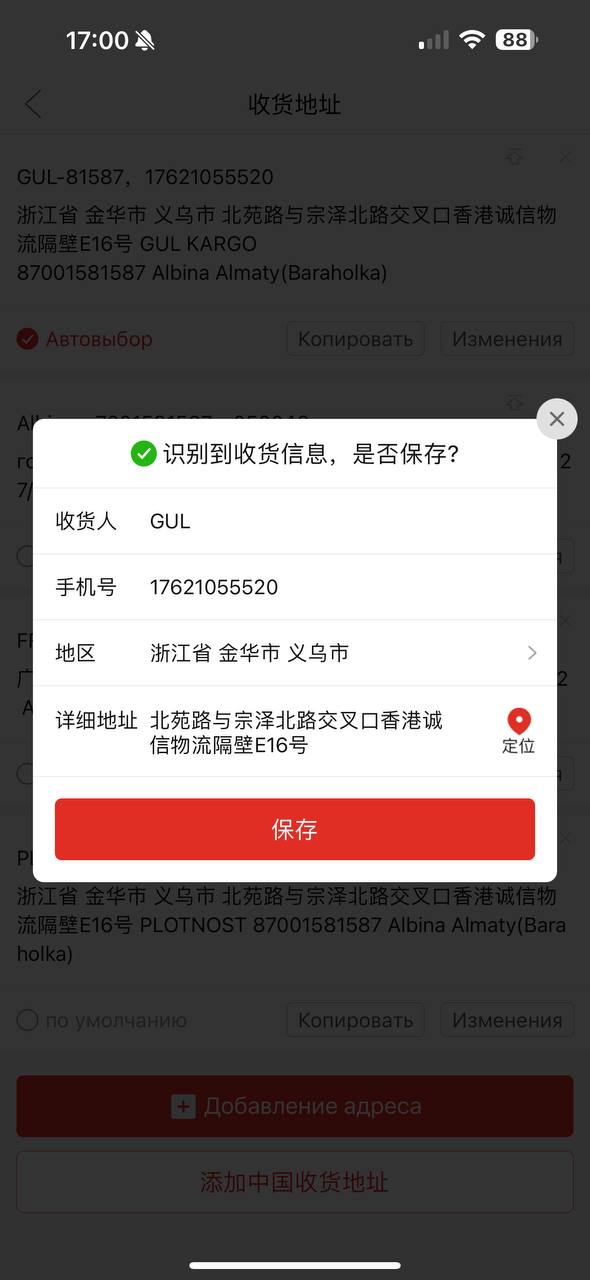 17:00
88
收货地址
GUL-81587，17621055520
浙江省 金华市 义乌市 北苑路与宗泽北路交叉口香港诚信物
流隔壁E16号 GUL KARGO
87001581587 Albina Almaty(Baraholka)
Автовыбор
Копировать
Изменения
识别到收货信息，是否保存?
收货人 GUL
手机号 17621055520
地区 浙江省 金华市 义乌市
详细地址 北苑路与宗泽北路交叉口香港诚
信物流隔壁E16号
定位
保存
浙江省 金华市 义乌市 北苑路与宗泽北路交叉口香港诚信物
流隔壁E16号 PLOTNOST 87001581587 Albina Almaty(Bara
holka)
по умолчанию
Копировать
Изменения
Добавление адреса
添加中国收货地址